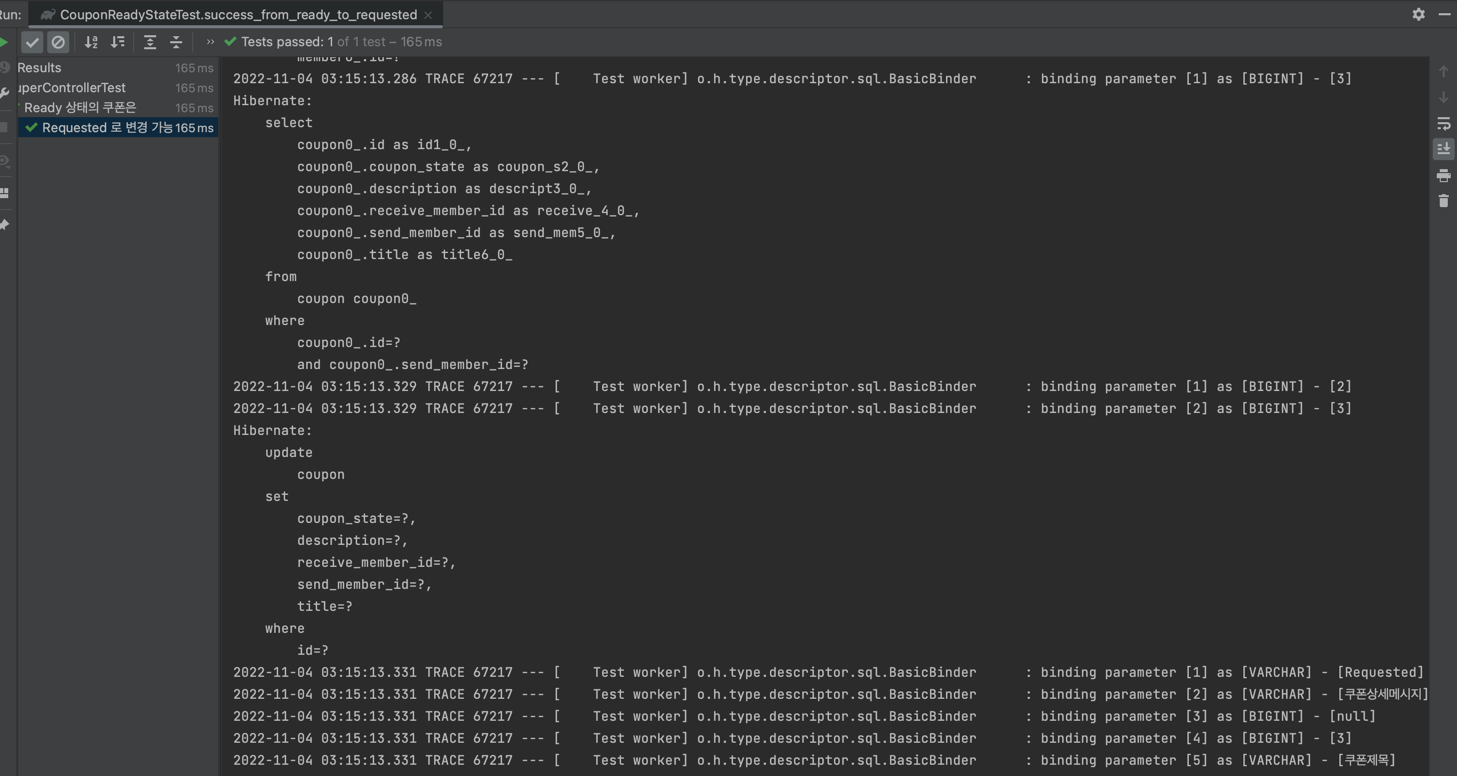 Run: CouponReadyStateTest.success_from_ready_to_requested
Tests passed: 1 of 1 test – 165 ms
Results 165 ms
uperControllerTest 165 ms
Ready 상태의 쿠폰은 165 ms
Requested 로 변경 가능 165 ms
member0_.id=?
2022-11-04 03:15:13.286 TRACE 67217 --- [    Test worker] o.h.type.descriptor.sql.BasicBinder      : binding parameter [1] as [BIGINT] - [3]
Hibernate:
    select
        coupon0_.id as id1_0_,
        coupon0_.coupon_state as coupon_s2_0_,
        coupon0_.description as descript3_0_,
        coupon0_.receive_member_id as receive_4_0_,
        coupon0_.send_member_id as send_mem5_0_,
        coupon0_.title as title6_0_
    from
        coupon coupon0_
    where
        coupon0_.id=?
        and coupon0_.send_member_id=?
2022-11-04 03:15:13.329 TRACE 67217 --- [    Test worker] o.h.type.descriptor.sql.BasicBinder      : binding parameter [1] as [BIGINT] - [2]
2022-11-04 03:15:13.329 TRACE 67217 --- [    Test worker] o.h.type.descriptor.sql.BasicBinder      : binding parameter [2] as [BIGINT] - [3]
Hibernate:
    update
        coupon
    set
        coupon_state=?,
        description=?,
        receive_member_id=?,
        send_member_id=?,
        title=?
    where
        id=?
2022-11-04 03:15:13.331 TRACE 67217 --- [    Test worker] o.h.type.descriptor.sql.BasicBinder      : binding parameter [1] as [VARCHAR] - [Requested]
2022-11-04 03:15:13.331 TRACE 67217 --- [    Test worker] o.h.type.descriptor.sql.BasicBinder      : binding parameter [2] as [VARCHAR] - [쿠폰상세메시지]
2022-11-04 03:15:13.331 TRACE 67217 --- [    Test worker] o.h.type.descriptor.sql.BasicBinder      : binding parameter [3] as [BIGINT] - [null]
2022-11-04 03:15:13.331 TRACE 67217 --- [    Test worker] o.h.type.descriptor.sql.BasicBinder      : binding parameter [4] as [BIGINT] - [3]
2022-11-04 03:15:13.331 TRACE 67217 --- [    Test worker] o.h.type.descriptor.sql.BasicBinder      : binding parameter [5] as [VARCHAR] - [쿠폰제목]